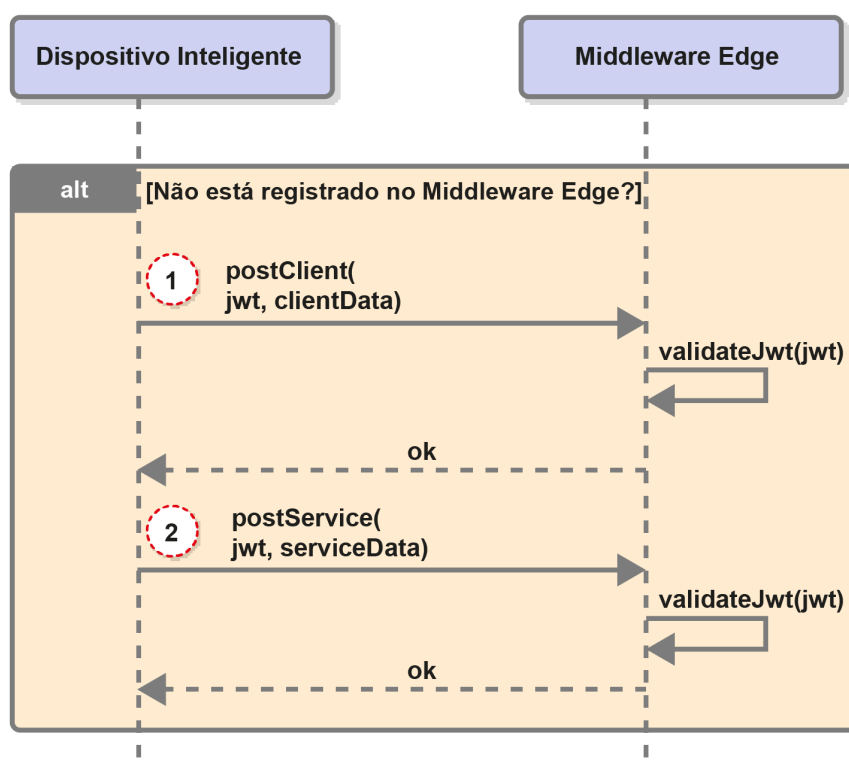 Dispositivo Inteligente
Middleware Edge
alt
[Não está registrado no Middleware Edge?]
1
postClient(
jwt, clientData)
validateJwt(jwt)
ok
2
postService(
jwt, serviceData)
validateJwt(jwt)
ok